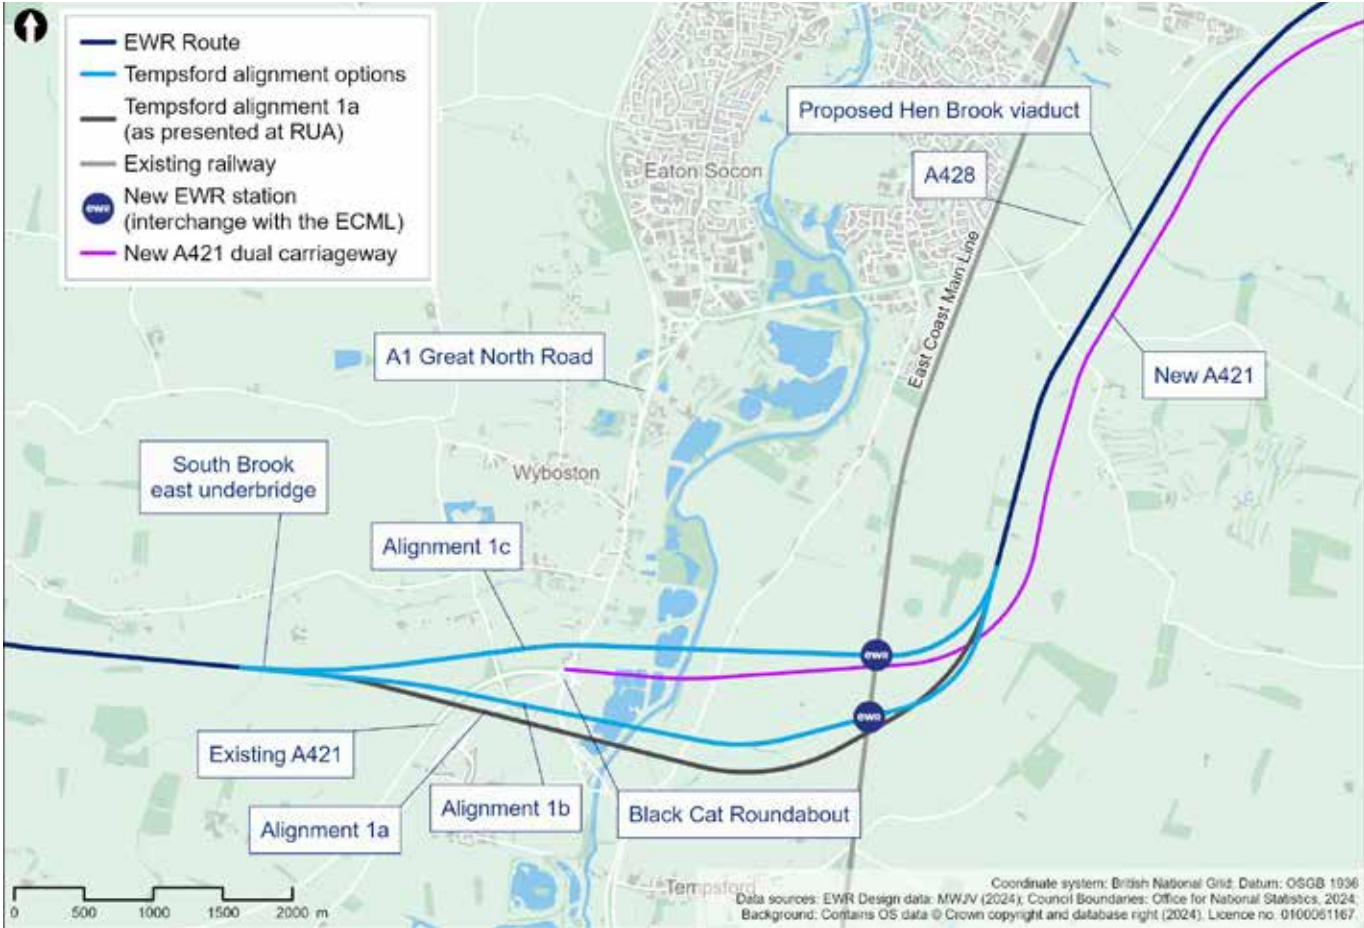 EWR Route
Tempsford alignment options
Tempsford alignment 1a
(as presented at RUA)
Existing railway
ewr
New EWR station
(interchange with the ECML)
New A421 dual carriageway
Proposed Hen Brook viaduct
Eaton Socon
A428
East Coast Main Line
A1 Great North Road
New A421
South Brook
east underbridge
Wyboston
Alignment 1c
ewr
ewr
Existing A421
Alignment 1b
Black Cat Roundabout
Alignment 1a
Tempsford
0 500 1000 1500 2000 m
Coordinate system: British National Grid; Datum: OSGB 1936
Data sources: EWR Design data: MWJV (2024); Council Boundaries: Office for National Statistics, 2024;
Background: Contains OS data © Crown copyright and database right (2024). Licence no. 0100061167.